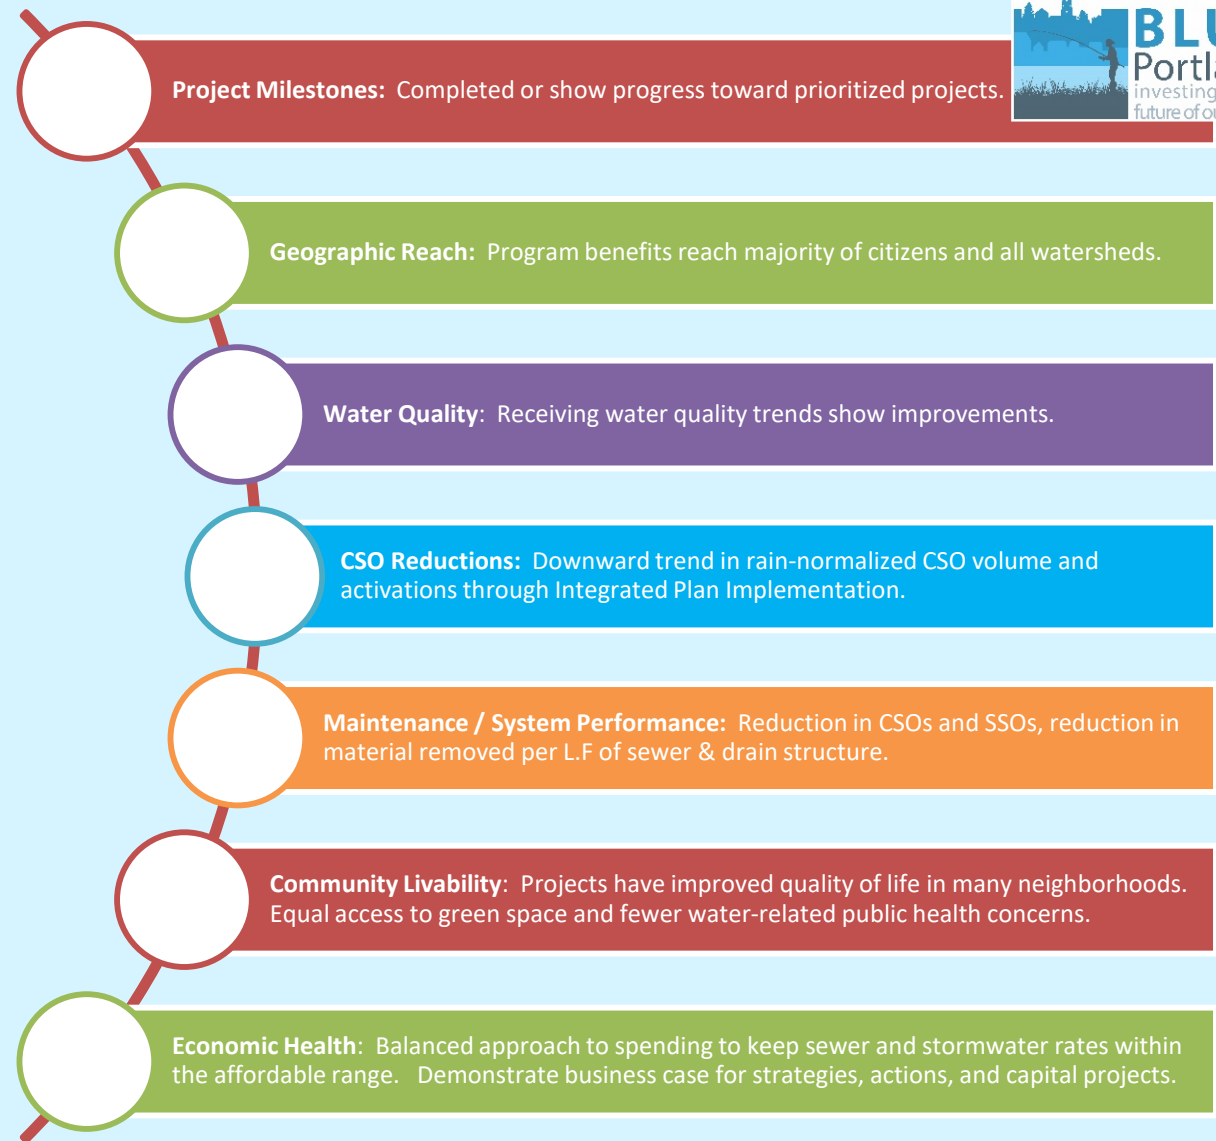 BLU
Portla
investing
future of ou
Project Milestones: Completed or show progress toward prioritized projects.
Geographic Reach: Program benefits reach majority of citizens and all watersheds.
Water Quality: Receiving water quality trends show improvements.
CSO Reductions: Downward trend in rain-normalized CSO volume and
activations through Integrated Plan Implementation.
Maintenance / System Performance: Reduction in CSOs and SSOs, reduction in
material removed per L.F of sewer & drain structure.
Community Livability: Projects have improved quality of life in many neighborhoods.
Equal access to green space and fewer water-related public health concerns.
Economic Health: Balanced approach to spending to keep sewer and stormwater rates within
the affordable range. Demonstrate business case for strategies, actions, and capital projects.